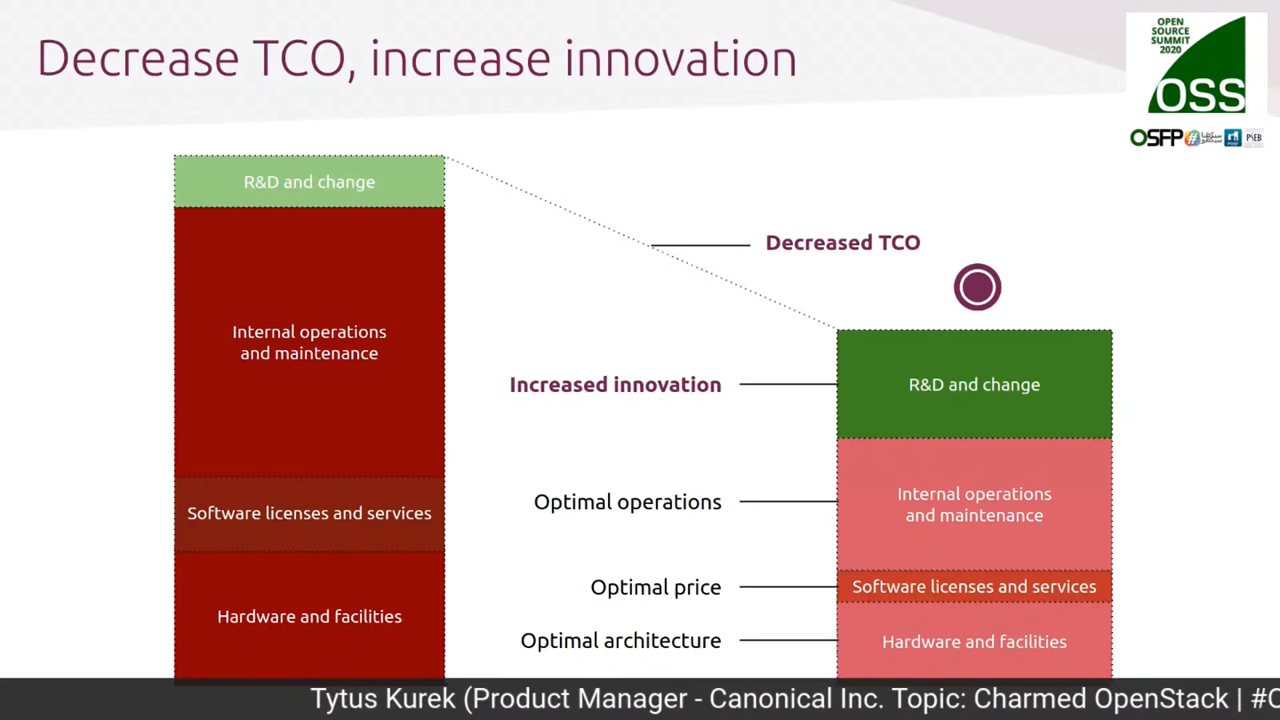 Decrease TCO, increase innovation
OPEN
SOURCE
SUMMIT
2020
OSS
OSFP
PiEB
R&D and change
Internal operations
and maintenance
Software licenses and services
Hardware and facilities
Decreased TCO
Increased innovation
Optimal operations
Optimal price
Optimal architecture
R&D and change
Internal operations
and maintenance
Software licenses and services
Hardware and facilities
Tytus Kurek (Product Manager - Canonical Inc. Topic: Charmed OpenStack | #